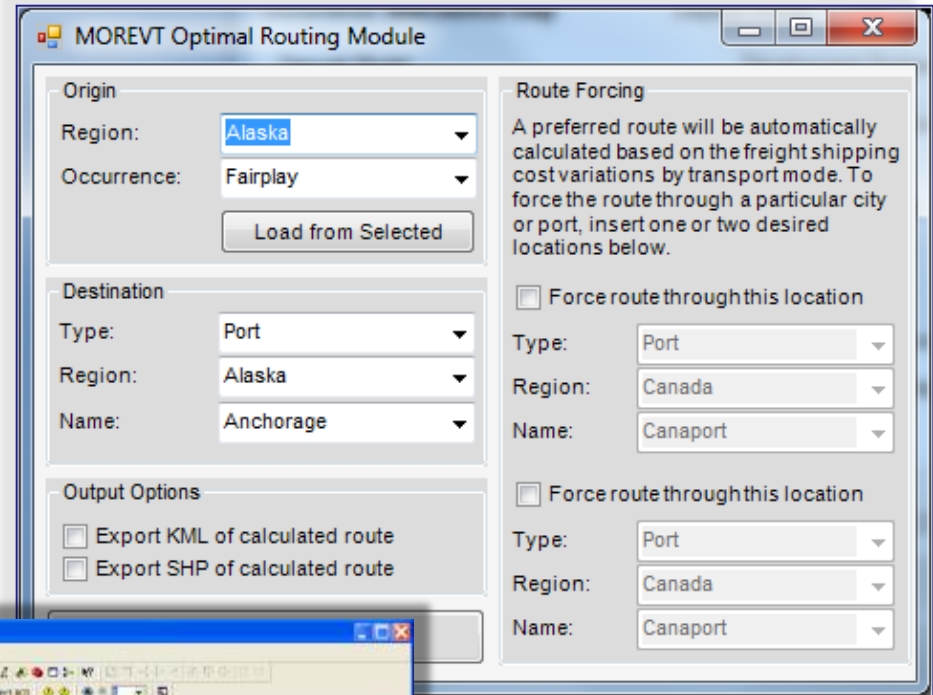 MOREVT Optimal Routing Module
Origin
Region: Alaska
Occurrence: Fairplay
Load from Selected
Destination
Type: Port
Region: Alaska
Name: Anchorage
Output Options
Export KML of calculated route
Export SHP of calculated route
Route Forcing
A preferred route will be automatically
calculated based on the freight shipping
cost variations by transport mode. To
force the route through a particular city
or port, insert one or two desired
locations below.
Force route through this location
Type: Port
Region: Canada
Name: Canaport
Force route through this location
Type: Port
Region: Canada
Name: Canaport